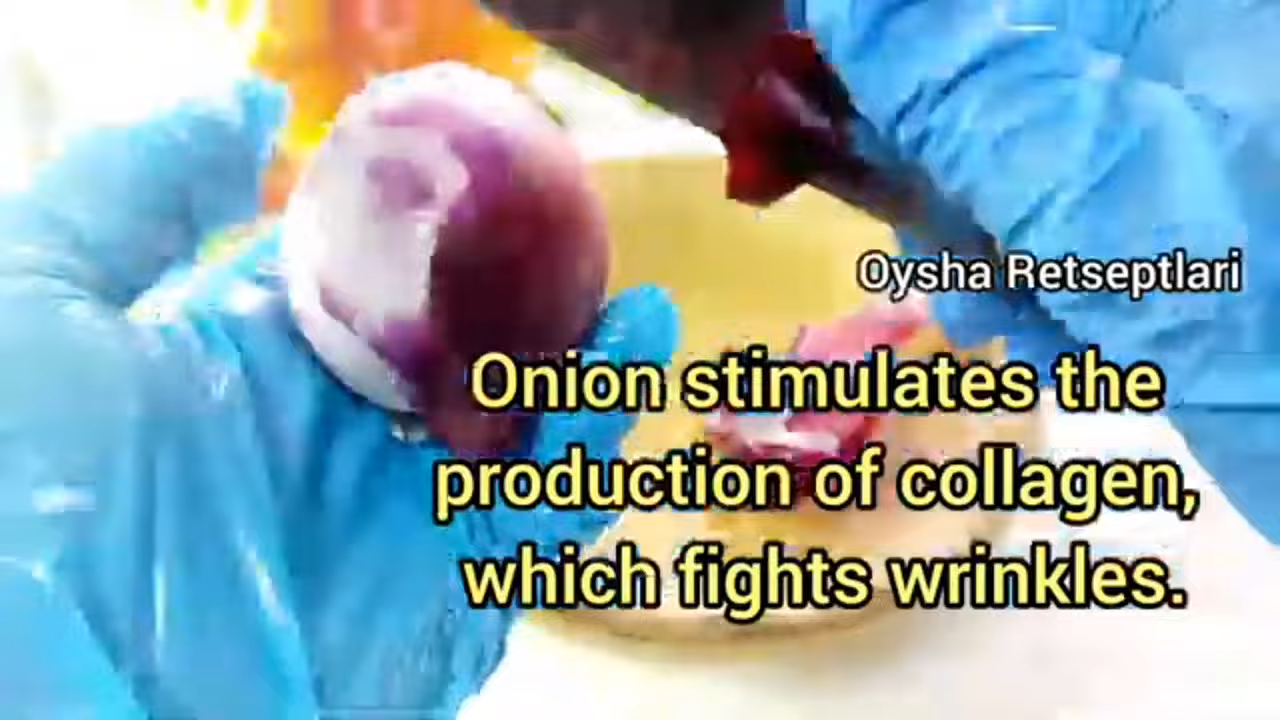 Oysha Retseptlari
Onion stimulates the
production of collagen,
which fights wrinkles.